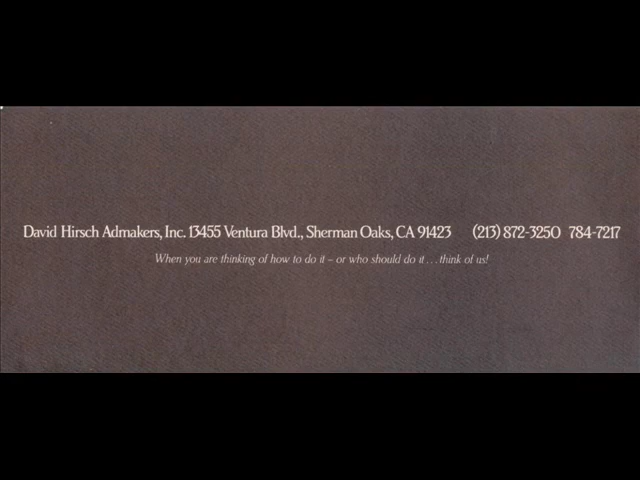 David Hirsch Admakers, Inc. 13455 Ventura Blvd., Sherman Oaks, CA 91423 (213) 872-3250 784-7217
When you are thinking of how to do it – or who should do it . . . think of us!